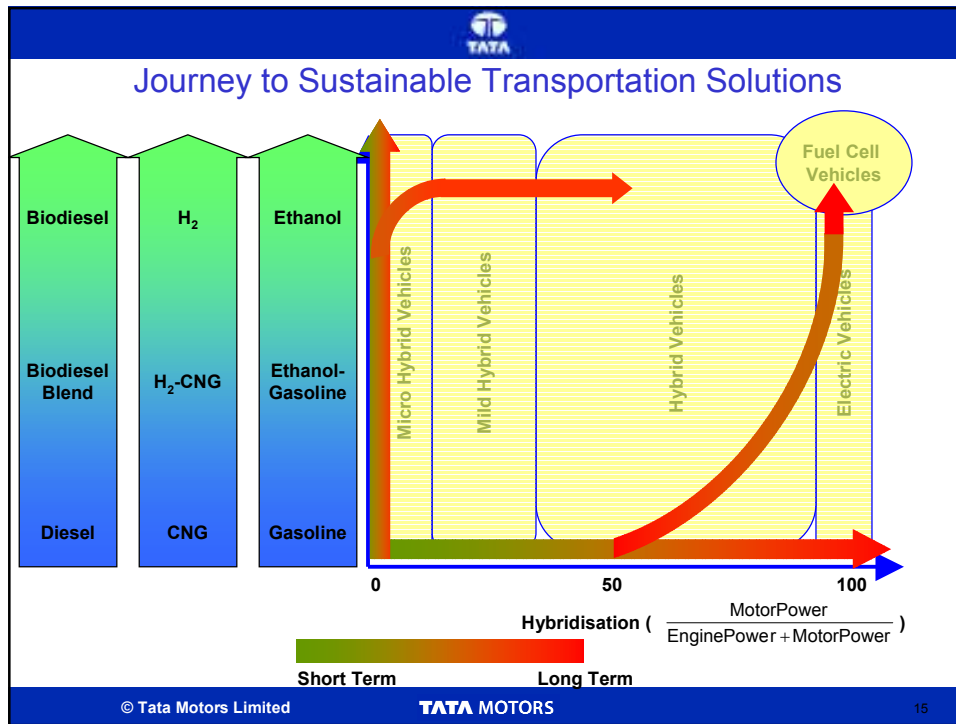 TATA
Journey to Sustainable Transportation Solutions
Biodiesel
H2
Ethanol
Biodiesel
Blend
H2-CNG
Ethanol-
Gasoline
Diesel
CNG
Gasoline
Micro Hybrid Vehicles
Mild Hybrid Vehicles
Hybrid Vehicles
Electric Vehicles
Fuel Cell
Vehicles
0
50
100
Hybridisation ( MotorPower
EnginePower + MotorPower )
Short Term
Long Term
© Tata Motors Limited
TATA MOTORS
15